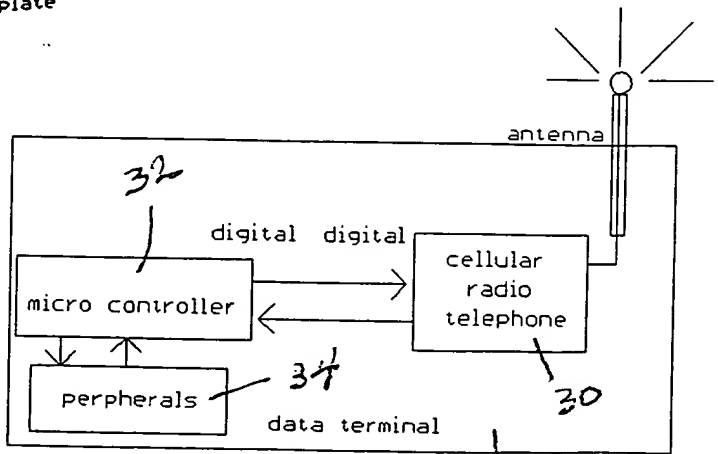 plate
antenna
32
digital digital
cellular
radio
telephone
micro controller
perpherals
34
30
data terminal